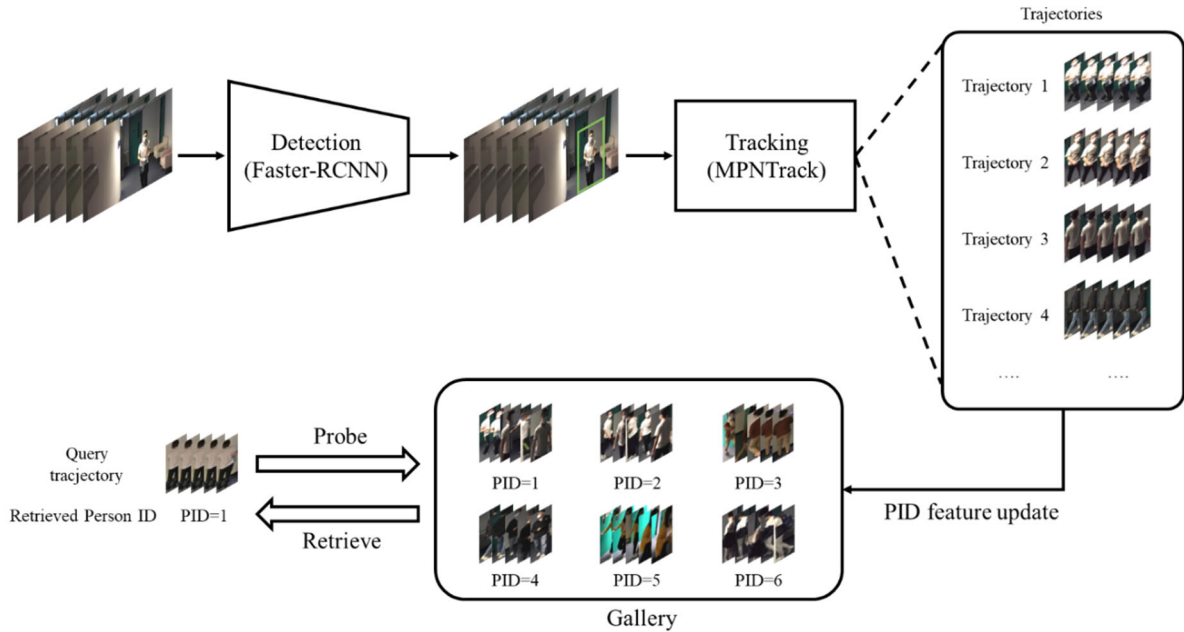 Trajectories
Detection
(Faster-RCNN)
Tracking
(MPNTrack)
Trajectory 1
Trajectory 2
Trajectory 3
Trajectory 4
.... ....
Query
tracjectory
Probe
Retrieved Person ID
PID=1
Retrieve
PID=1 PID=2 PID=3
PID=4 PID=5 PID=6
Gallery
PID feature update